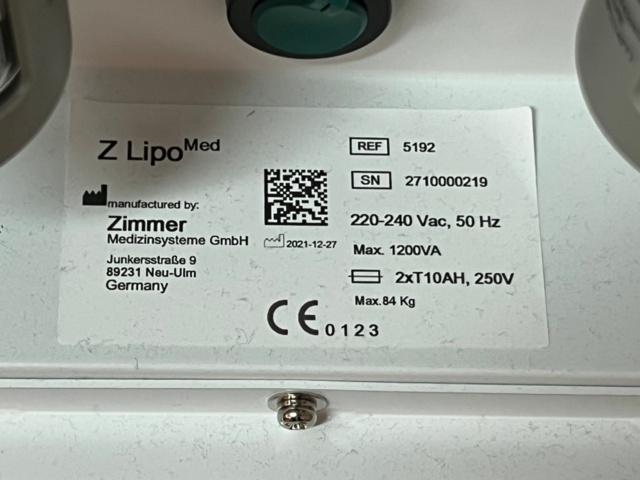 Z Lipo Med
manufactured by:
Zimmer
Medizinsysteme GmbH
Junkersstraße 9
89231 Neu-Ulm
Germany
2021-12-27
REF 5192
SN 2710000219
220-240 Vac, 50 Hz
Max. 1200VA
2xT10AH, 250V
Max. 84 Kg
CE 0123